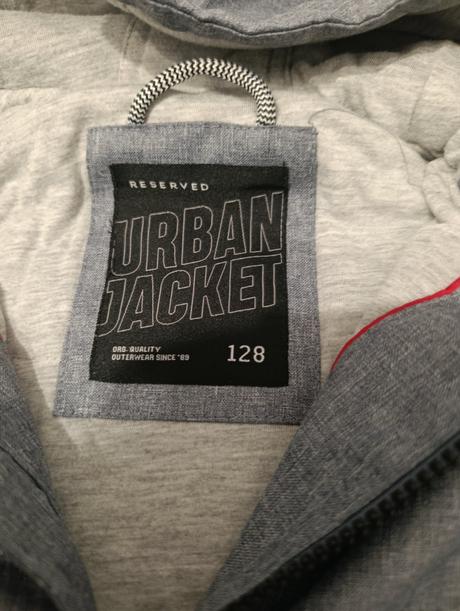 RESERVED
URBAN
JACKET
ORG. QUALITY
OUTERWEAR SINCE '89
128